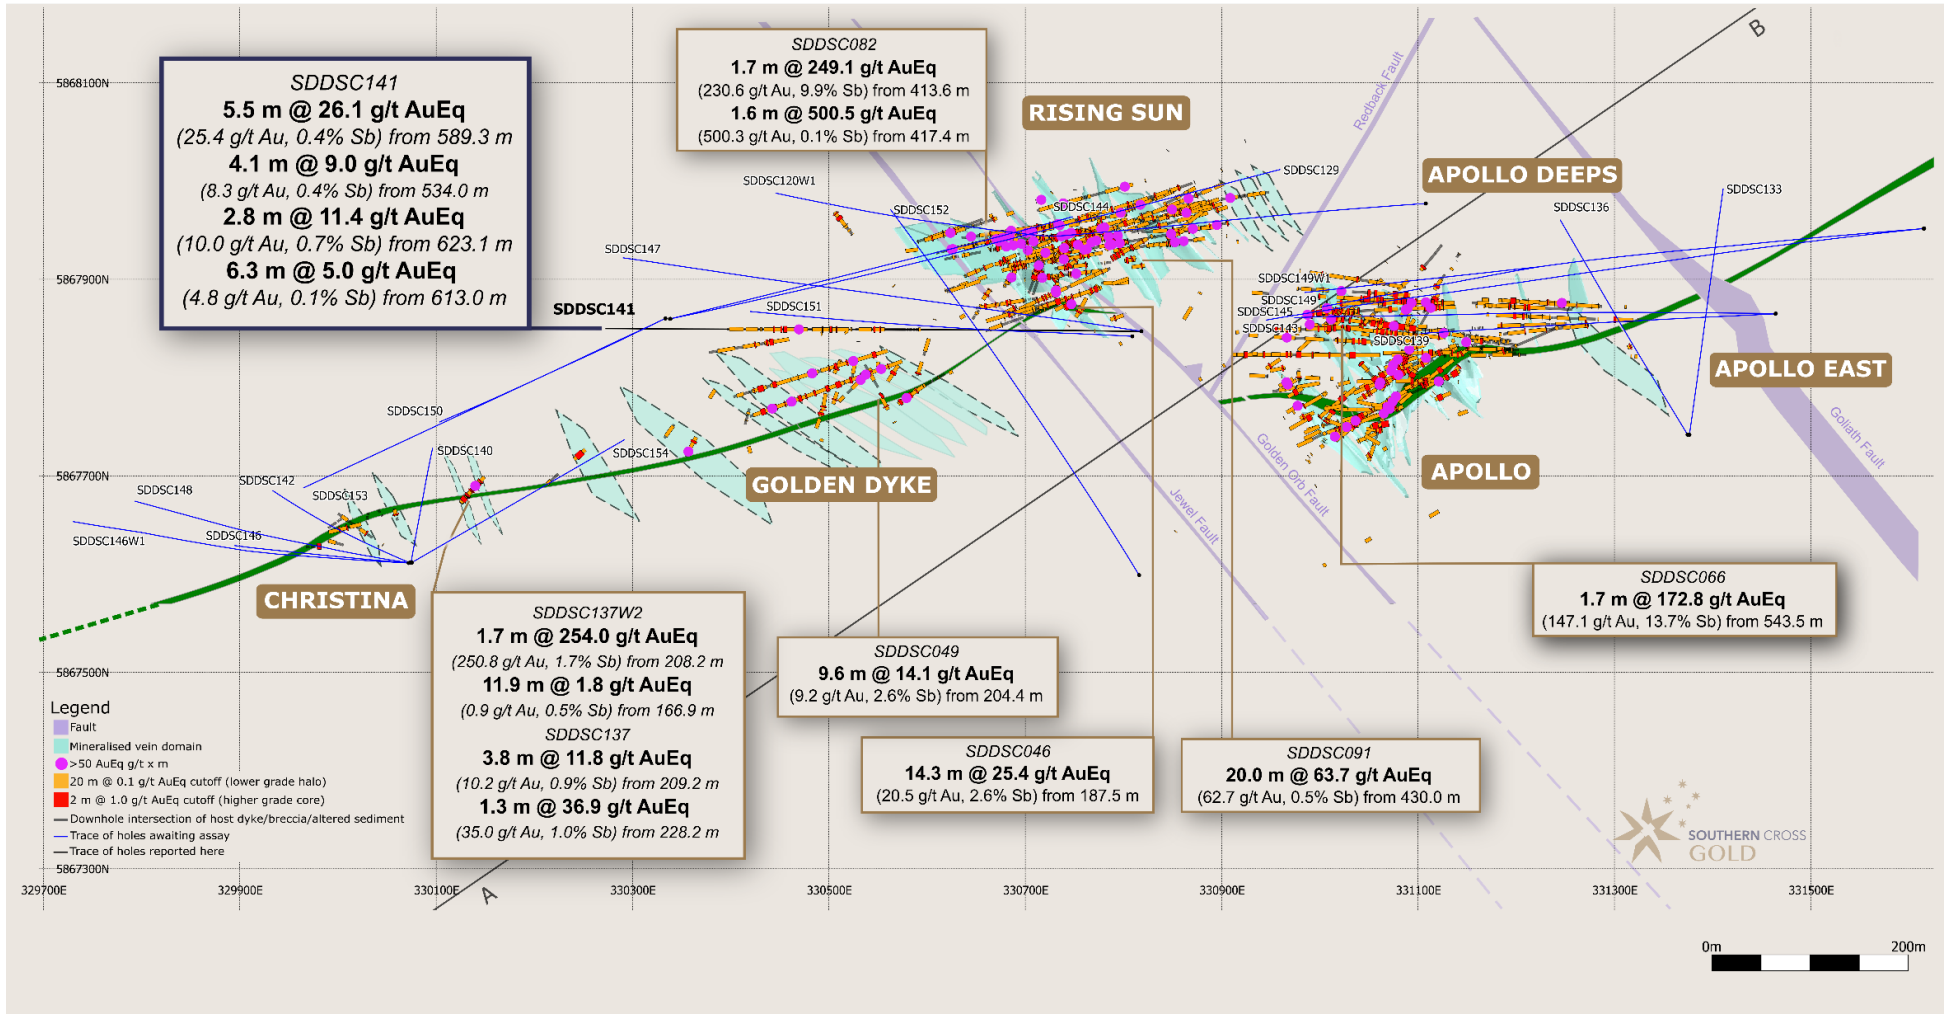 SDDSC141
5.5 m @ 26.1 g/t AuEq
(25.4 g/t Au, 0.4% Sb) from 589.3 m
4.1 m @ 9.0 g/t AuEq
(8.3 g/t Au, 0.4% Sb) from 534.0 m
2.8 m @ 11.4 g/t AuEq
(10.0 g/t Au, 0.7% Sb) from 623.1 m
6.3 m @ 5.0 g/t AuEq
(4.8 g/t Au, 0.1% Sb) from 613.0 m
SDDSC082
1.7 m @ 249.1 g/t AuEq
(230.6 g/t Au, 9.9% Sb) from 413.6 m
1.6 m @ 500.5 g/t AuEq
(500.3 g/t Au, 0.1% Sb) from 417.4 m
RISING SUN
Redback Fault
B
APOLLO DEEPS
5868100N
5867900N
5867700N
5867500N
5867300N
SDDSC120W1
SDDSC152
SDDSC144
SDDSC129
SDDSC133
SDDSC136
SDDSC147
SDDSC141
SDDSC151
SDDSC149W1
SDDSC149
SDDSC145
SDDSC143
SDDSC139
APOLLO EAST
Goliath Fault
SDDSC150
SDDSC140
SDDSC154
SDDSC142
SDDSC148
SDDSC153
SDDSC146W1
SDDSC146
GOLDEN DYKE
APOLLO
Golden Orb Fault
Jewel Fault
CHRISTINA
SDDSC137W2
1.7 m @ 254.0 g/t AuEq
(250.8 g/t Au, 1.7% Sb) from 208.2 m
11.9 m @ 1.8 g/t AuEq
(0.9 g/t Au, 0.5% Sb) from 166.9 m
SDDSC137
3.8 m @ 11.8 g/t AuEq
(10.2 g/t Au, 0.9% Sb) from 209.2 m
1.3 m @ 36.9 g/t AuEq
(35.0 g/t Au, 1.0% Sb) from 228.2 m
SDDSC049
9.6 m @ 14.1 g/t AuEq
(9.2 g/t Au, 2.6% Sb) from 204.4 m
SDDSC066
1.7 m @ 172.8 g/t AuEq
(147.1 g/t Au, 13.7% Sb) from 543.5 m
SDDSC046
14.3 m @ 25.4 g/t AuEq
(20.5 g/t Au, 2.6% Sb) from 187.5 m
SDDSC091
20.0 m @ 63.7 g/t AuEq
(62.7 g/t Au, 0.5% Sb) from 430.0 m
Legend
Fault
Mineralised vein domain
>50 AuEq g/t x m
20 m @ 0.1 g/t AuEq cutoff (lower grade halo)
2 m @ 1.0 g/t AuEq cutoff (higher grade core)
Downhole intersection of host dyke/breccia/altered sediment
Trace of holes awaiting assay
Trace of holes reported here
SOUTHERN CROSS
GOLD
A
329700E
329900E
330100E
330300E
330500E
330700E
330900E
331100E
331300E
331500E
0m
200m